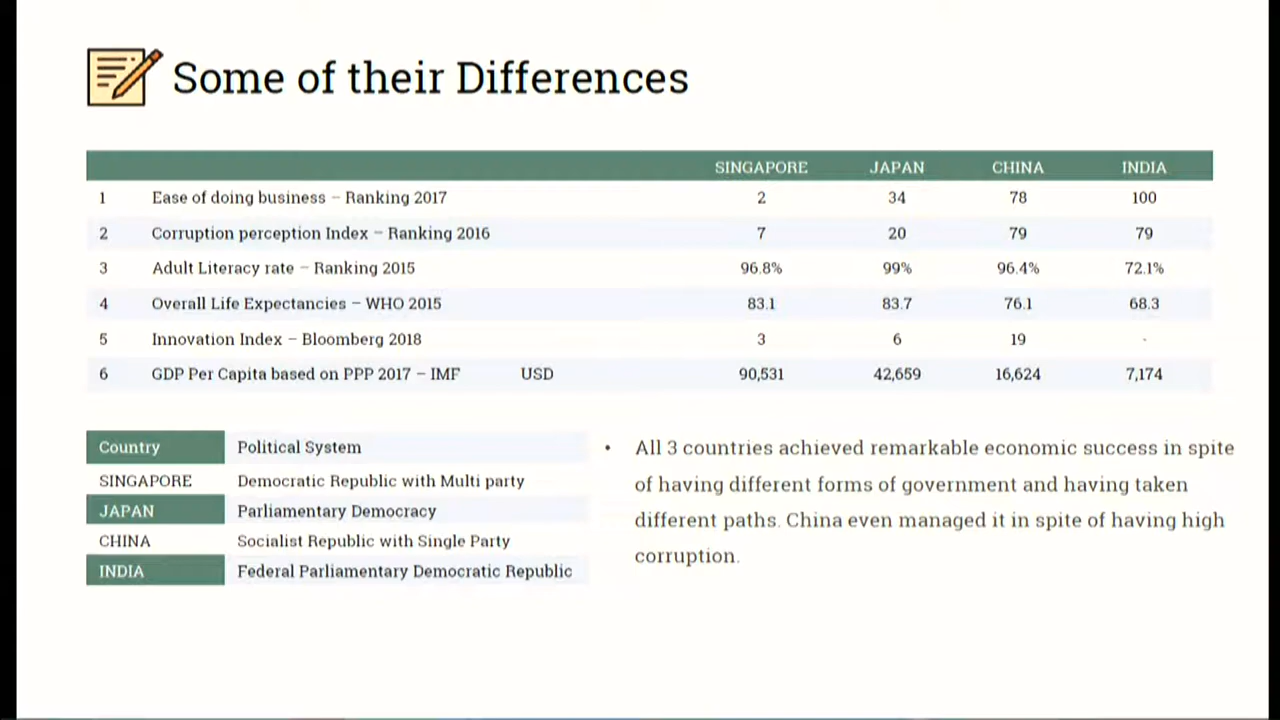 Some of their Differences
SINGAPORE JAPAN CHINA INDIA
1 Ease of doing business – Ranking 2017 2 34 78 100
2 Corruption perception Index – Ranking 2016 7 20 79 79
3 Adult Literacy rate – Ranking 2015 96.8% 99% 96.4% 72.1%
4 Overall Life Expectancies – WHO 2015 83.1 83.7 76.1 68.3
5 Innovation Index – Bloomberg 2018 3 6 19 -
6 GDP Per Capita based on PPP 2017 – IMF USD 90,531 42,659 16,624 7,174
Country Political System
SINGAPORE Democratic Republic with Multi party
JAPAN Parliamentary Democracy
CHINA Socialist Republic with Single Party
INDIA Federal Parliamentary Democratic Republic
• All 3 countries achieved remarkable economic success in spite
of having different forms of government and having taken
different paths. China even managed it in spite of having high
corruption.